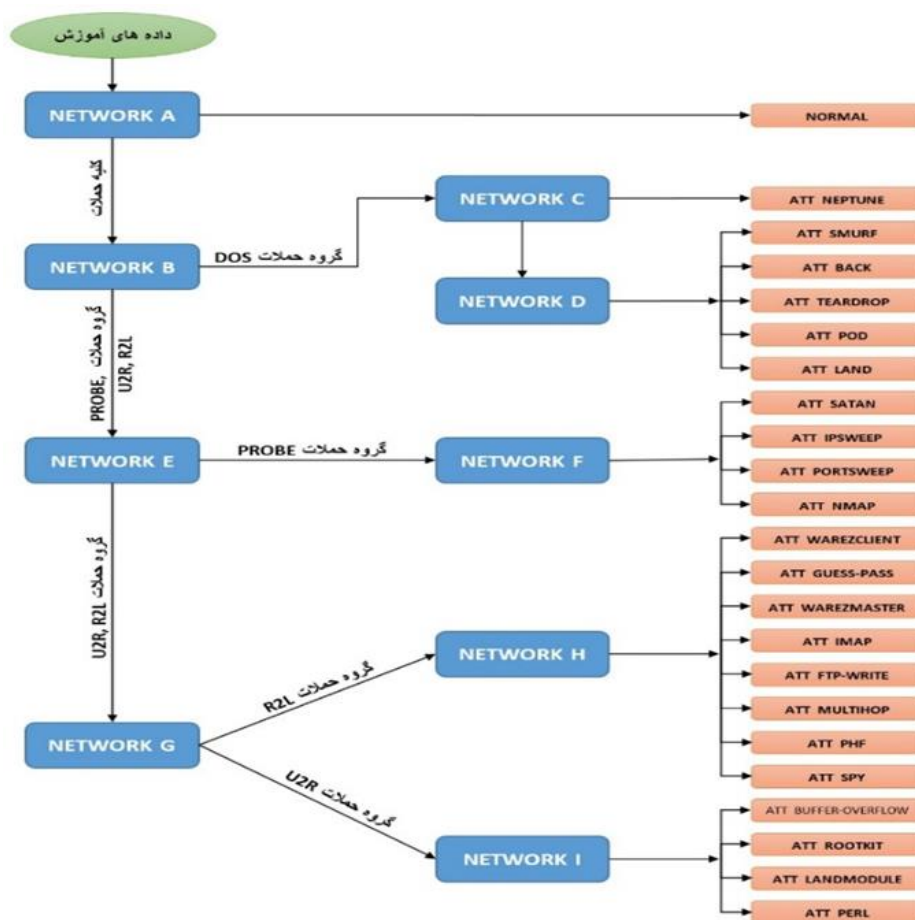 داده های آموزش
NETWORK A
NORMAL
کلیه حملات
NETWORK C
ATT NEPTUNE
ATT SMURF
NETWORK B
گروه حملات DOS
ATT BACK
NETWORK D
ATT TEARDROP
ATT POD
ATT LAND
گروه حملات PROBE,
U2R, R2L
ATT SATAN
ATT IPSWEEP
NETWORK E
گروه حملات PROBE
NETWORK F
ATT PORTSWEEP
ATT NMAP
ATT WAREZCLIENT
ATT GUESS-PASS
ATT WAREZMASTER
گروه حملات U2R, R2L
NETWORK H
ATT IMAP
ATT FTP-WRITE
گروه حملات R2L
ATT MULTIHOP
NETWORK G
ATT PHF
ATT SPY
گروه حملات U2R
ATT BUFFER-OVERFLOW
ATT ROOTKIT
NETWORK I
ATT LANDMODULE
ATT PERL